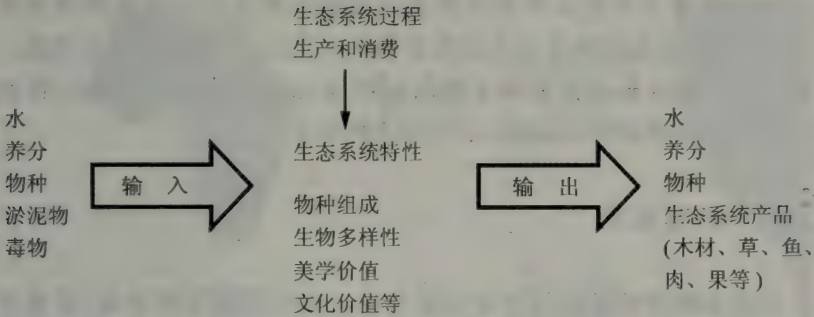 生态系统过程
生产和消费
水
养分
物种
淤泥物
毒物
输 入
生态系统特性
物种组成
生物多样性
美学价值
文化价值等
输 出
水
养分
物种
生态系统产品
(木材、草、鱼、
肉、果等)